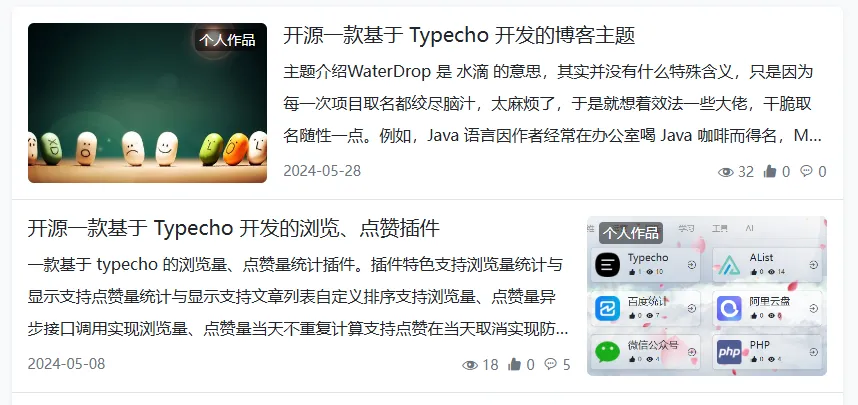 个人作品
开源一款基于 Typecho 开发的博客主题
主题介绍WaterDrop 是 水滴 的意思，其实并没有什么特殊含义，只是因为
每一次项目取名都绞尽脑汁，太麻烦了，于是就想着效法一些大佬，干脆取
名随性一点。例如，Java 语言因作者经常在办公室喝 Java 咖啡而得名，M...
2024-05-28
32 0 0
开源一款基于 Typecho 开发的浏览、点赞插件
一款基于 typecho 的浏览量、点赞量统计插件。插件特色支持浏览量统计与
显示支持点赞量统计与显示支持文章列表自定义排序支持浏览量、点赞量异
步接口调用实现浏览量、点赞量当天不重复计算支持点赞在当天取消实现防...
2024-05-08
18 0 5
个人作品
学习 工具 AI
Typecho
1 10
AList
0 14
百度统计
0 7
阿里云盘
0 6
微信公众号
0 4
PHP
0 4